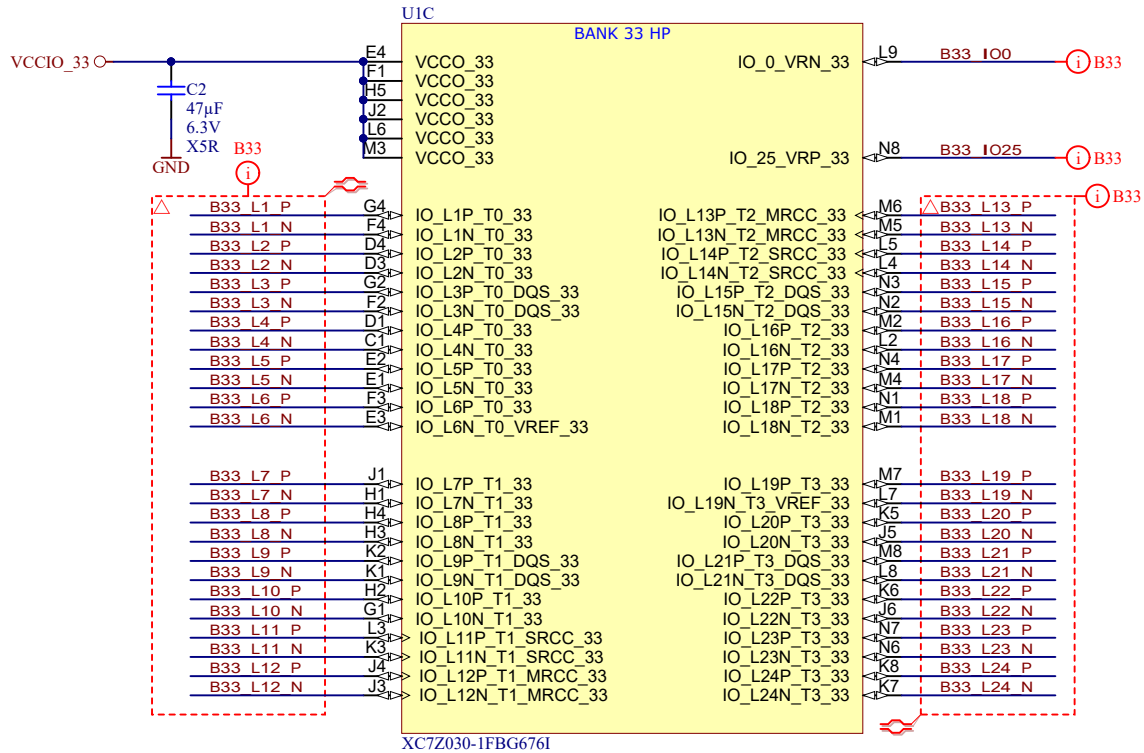 U1C
BANK 33 HP
VCCIO_33 E4 VCCO_33 IO_0_VRN_33 L9 B33_IO0 i B33
F1 VCCO_33
C2 H5 VCCO_33
47µF J2 VCCO_33
6.3V L6 VCCO_33
X5R M3 VCCO_33 IO_25_VRP_33 N8 B33_IO25 i B33
GND
B33 i
i B33
B33_L1_P G4 IO_L1P_T0_33 IO_L13P_T2_MRCC_33 M6 B33_L13_P
B33_L1_N F4 IO_L1N_T0_33 IO_L13N_T2_MRCC_33 M5 B33_L13_N
B33_L2_P D4 IO_L2P_T0_33 IO_L14P_T2_SRCC_33 L5 B33_L14_P
B33_L2_N D3 IO_L2N_T0_33 IO_L14N_T2_SRCC_33 L4 B33_L14_N
B33_L3_P G2 IO_L3P_T0_DQS_33 IO_L15P_T2_DQS_33 N3 B33_L15_P
B33_L3_N F2 IO_L3N_T0_DQS_33 IO_L15N_T2_DQS_33 N2 B33_L15_N
B33_L4_P D1 IO_L4P_T0_33 IO_L16P_T2_33 M2 B33_L16_P
B33_L4_N C1 IO_L4N_T0_33 IO_L16N_T2_33 L2 B33_L16_N
B33_L5_P E2 IO_L5P_T0_33 IO_L17P_T2_33 N4 B33_L17_P
B33_L5_N E1 IO_L5N_T0_33 IO_L17N_T2_33 M4 B33_L17_N
B33_L6_P F3 IO_L6P_T0_33 IO_L18P_T2_33 N1 B33_L18_P
B33_L6_N E3 IO_L6N_T0_VREF_33 IO_L18N_T2_33 M1 B33_L18_N
B33_L7_P J1 IO_L7P_T1_33 IO_L19P_T3_33 M7 B33_L19_P
B33_L7_N H1 IO_L7N_T1_33 IO_L19N_T3_VREF_33 L7 B33_L19_N
B33_L8_P H4 IO_L8P_T1_33 IO_L20P_T3_33 K5 B33_L20_P
B33_L8_N H3 IO_L8N_T1_33 IO_L20N_T3_33 J5 B33_L20_N
B33_L9_P K2 IO_L9P_T1_DQS_33 IO_L21P_T3_DQS_33 M8 B33_L21_P
B33_L9_N K1 IO_L9N_T1_DQS_33 IO_L21N_T3_DQS_33 L8 B33_L21_N
B33_L10_P H2 IO_L10P_T1_33 IO_L22P_T3_33 K6 B33_L22_P
B33_L10_N G1 IO_L10N_T1_33 IO_L22N_T3_33 J6 B33_L22_N
B33_L11_P L3 IO_L11P_T1_SRCC_33 IO_L23P_T3_33 N7 B33_L23_P
B33_L11_N K3 IO_L11N_T1_SRCC_33 IO_L23N_T3_33 N6 B33_L23_N
B33_L12_P J4 IO_L12P_T1_MRCC_33 IO_L24P_T3_33 K8 B33_L24_P
B33_L12_N J3 IO_L12N_T1_MRCC_33 IO_L24N_T3_33 K7 B33_L24_N
XC7Z030-1FBG676I